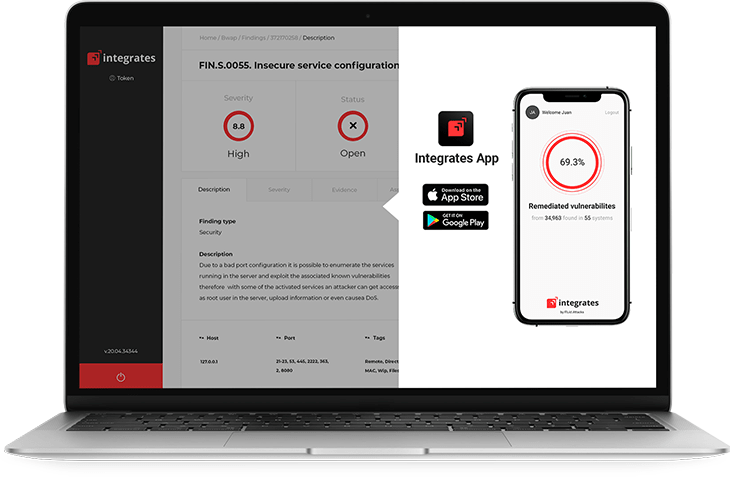 integrates
Token
v.20.04.34344
Home / Bwap / Findings / 372170258 / Description
FIN.S.0055. Insecure service configuration
Severity
8.8
High
Status
Open
Description
Severity
Evidence
Finding type
Security
Description
Due to a bad port configuration it is possible to enumerate the services
running in the server and exploit the associated known vulnerabilities
therefore with some of the activated services an attacker can get access
as root user in the server, upload information or even causea DoS.
Host
Port
Tags
127.0.0.1
21-23, 53, 445, 2222, 363,
2, 8080
Remote, Direct
MAC, Wip, Filed
Integrates App
Download on the
App Store
GET IT ON
Google Play
JA
Welcome Juan
Logout
69.3%
Remediated vulnerabilites
from 34,963 found in 55 systems
integrates
by Fluid Attacks